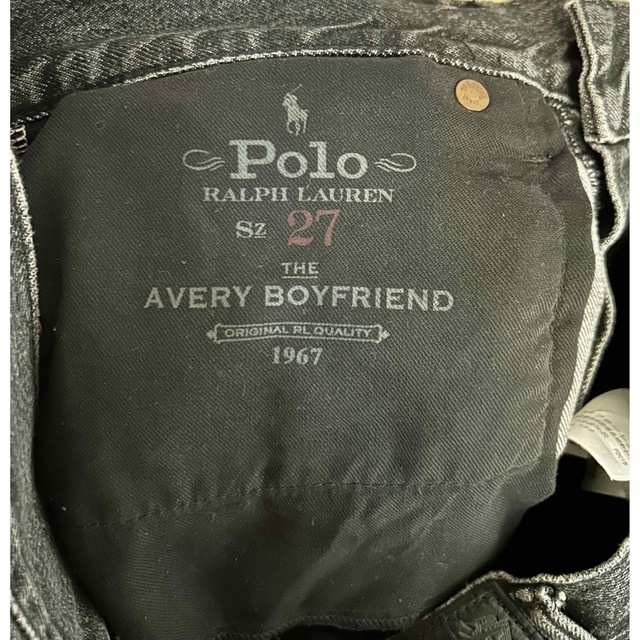 Polo
RALPH LAUREN
Sz 27
THE
AVERY BOYFRIEND
ORIGINAL RL QUALITY
1967